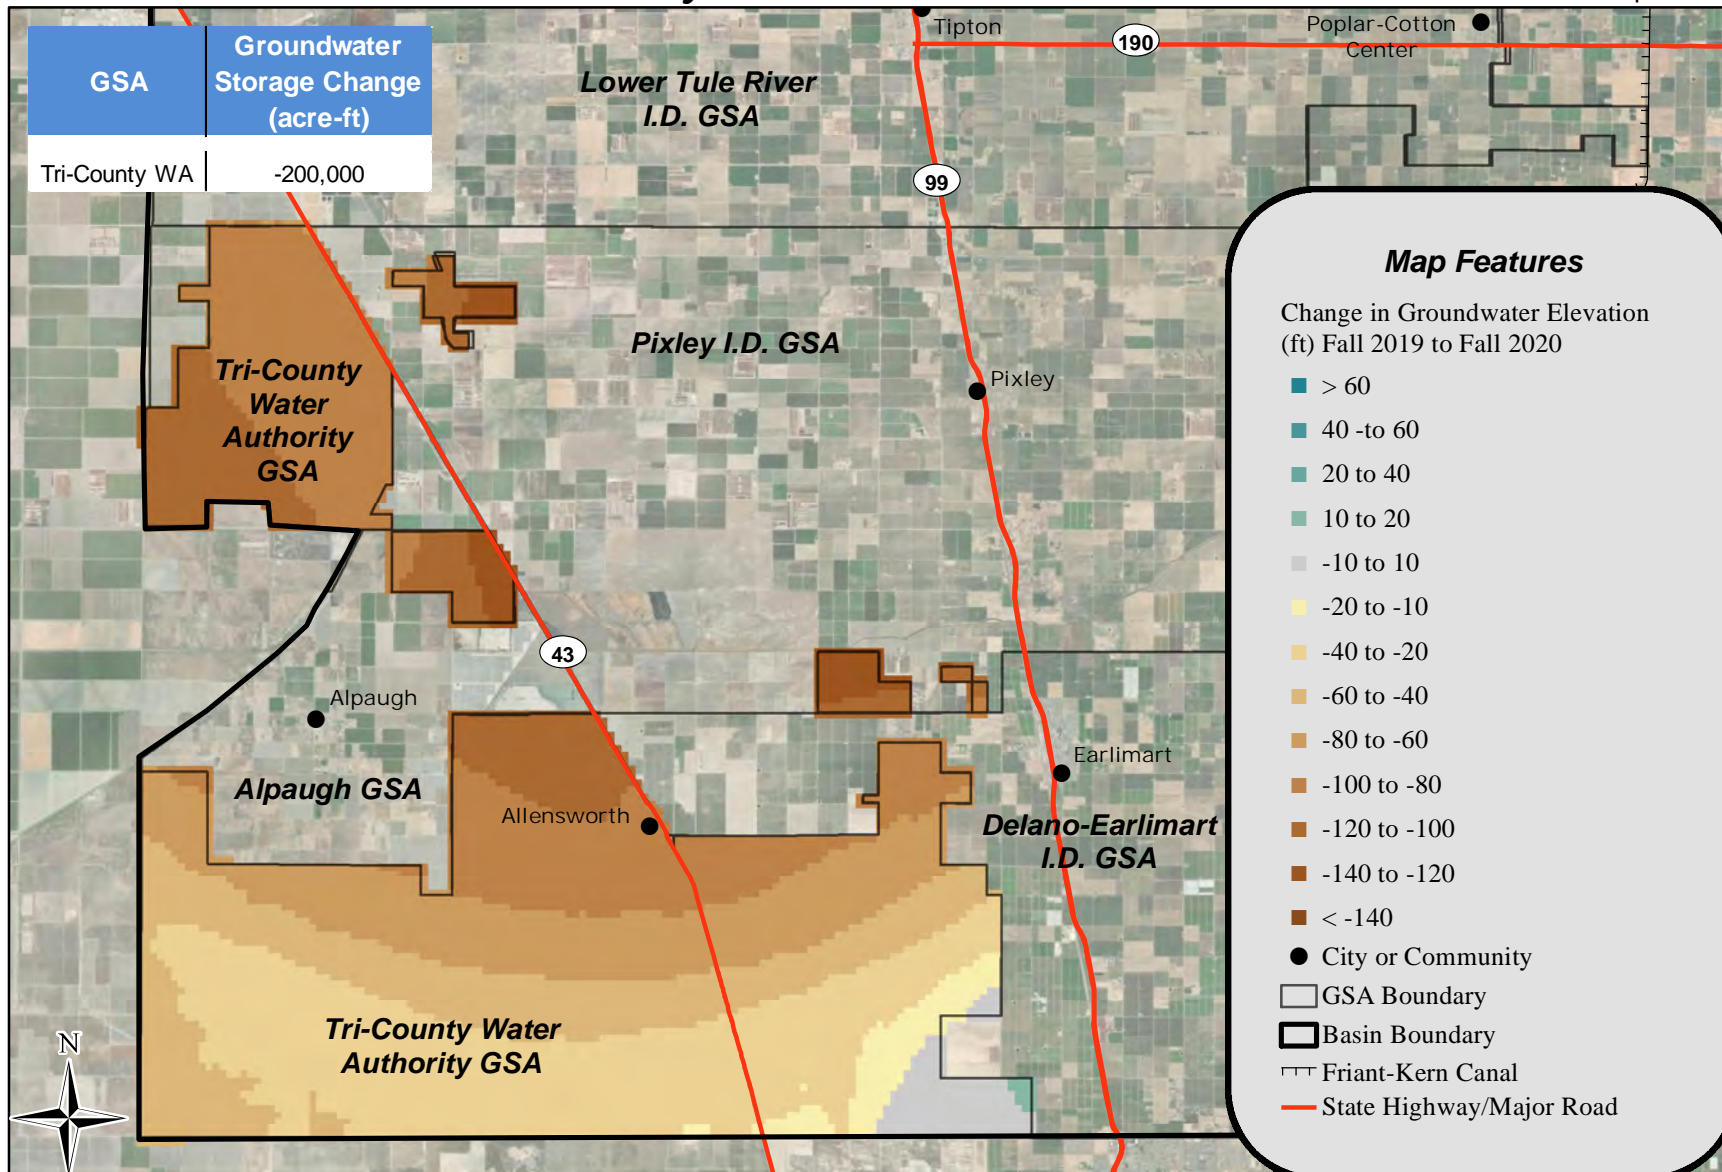 Tipton
190
Poplar-Cotton
Center
GSA
Groundwater
Storage Change
(acre-ft)
Tri-County WA
-200,000
Lower Tule River
I.D. GSA
99
Tri-County
Water
Authority
GSA
Pixley I.D. GSA
Pixley
43
Alpaugh
Alpaugh GSA
Allensworth
Earlimart
Delano-Earlimart
I.D. GSA
Tri-County Water
Authority GSA
N
Map Features
Change in Groundwater Elevation
(ft) Fall 2019 to Fall 2020
> 60
40 -to 60
20 to 40
10 to 20
-10 to 10
-20 to -10
-40 to -20
-60 to -40
-80 to -60
-100 to -80
-120 to -100
-140 to -120
< -140
City or Community
GSA Boundary
Basin Boundary
Friant-Kern Canal
State Highway/Major Road